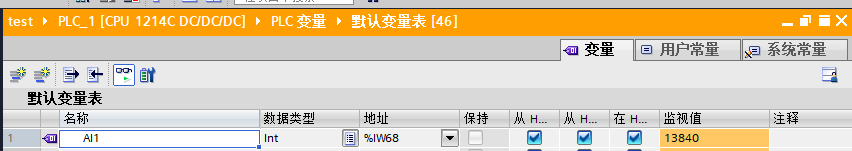 test ▸ PLC_1 [CPU 1214C DC/DC/DC] ▸ PLC 变量 ▸ 默认变量表 [46]
变量 用户常量 系统常量
默认变量表
名称 数据类型 地址 保持 从 H... 从 H... 在 H... 监视值 注释
1 AI1 Int %IW68 13840